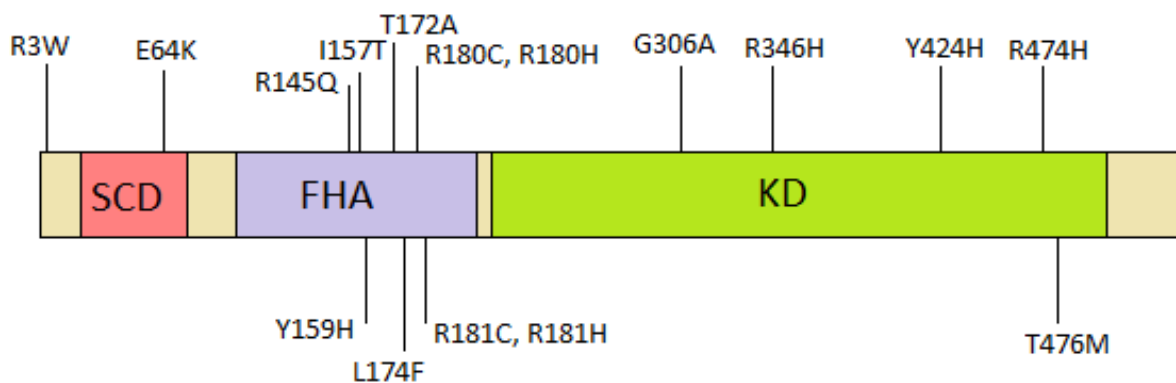 T172A
R3W
E64K
I157T
R180C, R180H
G306A
R346H
Y424H
R474H
R145Q
SCD
FHA
KD
Y159H
R181C, R181H
T476M
L174F